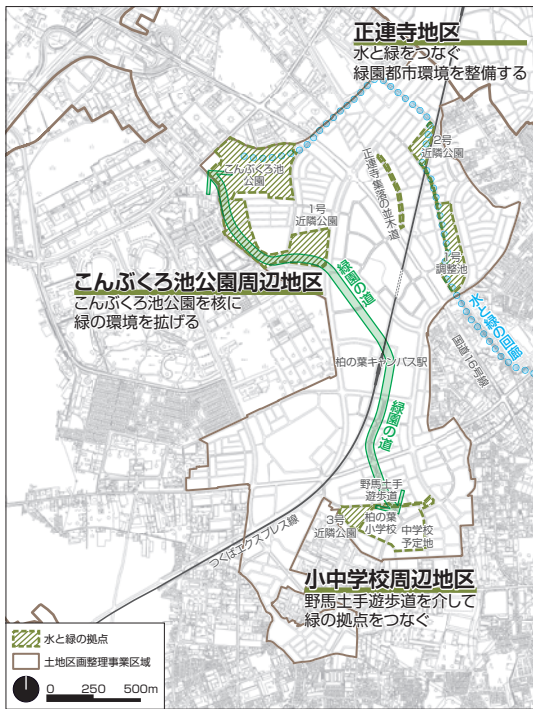 正連寺地区
水と緑をつなぐ
緑園都市環境を整備する
2号
近隣公園
こんぶくろ池
公園
正連寺集落の並木道
1号
近隣公園
1号
調整池
こんぶくろ池公園周辺地区
こんぶくろ池公園を核に
緑の環境を拡げる
緑園の道
水と緑の回廊
国道16号線
柏の葉キャンパス駅
緑園の道
野馬土手
遊歩道
柏の葉
小学校
中学校
予定地
3号
近隣公園
つくばエクスプレス線
小中学校周辺地区
野馬土手遊歩道を介して
緑の拠点をつなぐ
水と緑の拠点
土地区画整理事業区域
0 250 500m